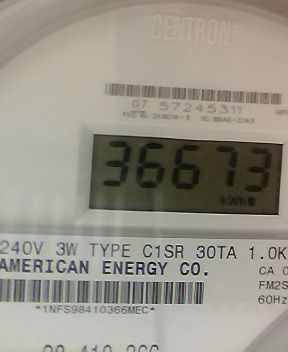 CENTRON
07 57245311
36673
kWh
240V 3W TYPE C1SR 30TA 1.0K
AMERICAN ENERGY CO.
CA 0
FM2S
60Hz
*1NFS98410366MEC*